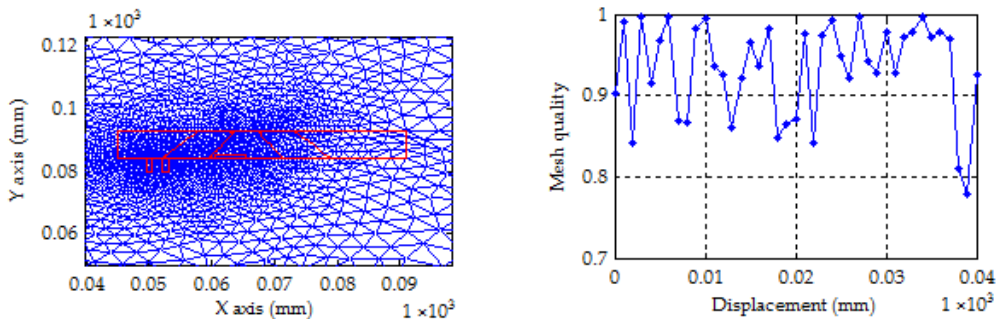 1 ×10³
0.12
0.1
0.08
0.06
Y axis (mm)
0.04 0.05 0.06 0.07 0.08 0.09
X axis (mm)
1 ×10³
1
0.9
0.8
0.7
Mesh quality
0 0.01 0.02 0.03 0.04
Displacement (mm)
1 ×10³